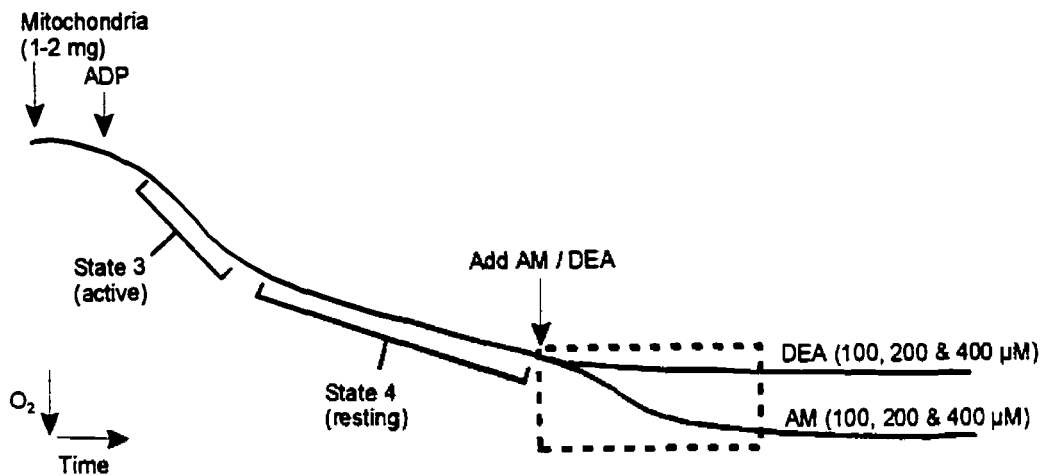 Mitochondria
(1-2 mg)
ADP
State 3
(active)
Add AM / DEA
DEA (100, 200 & 400 µM)
State 4
(resting)
AM (100, 200 & 400 µM)
O₂
Time